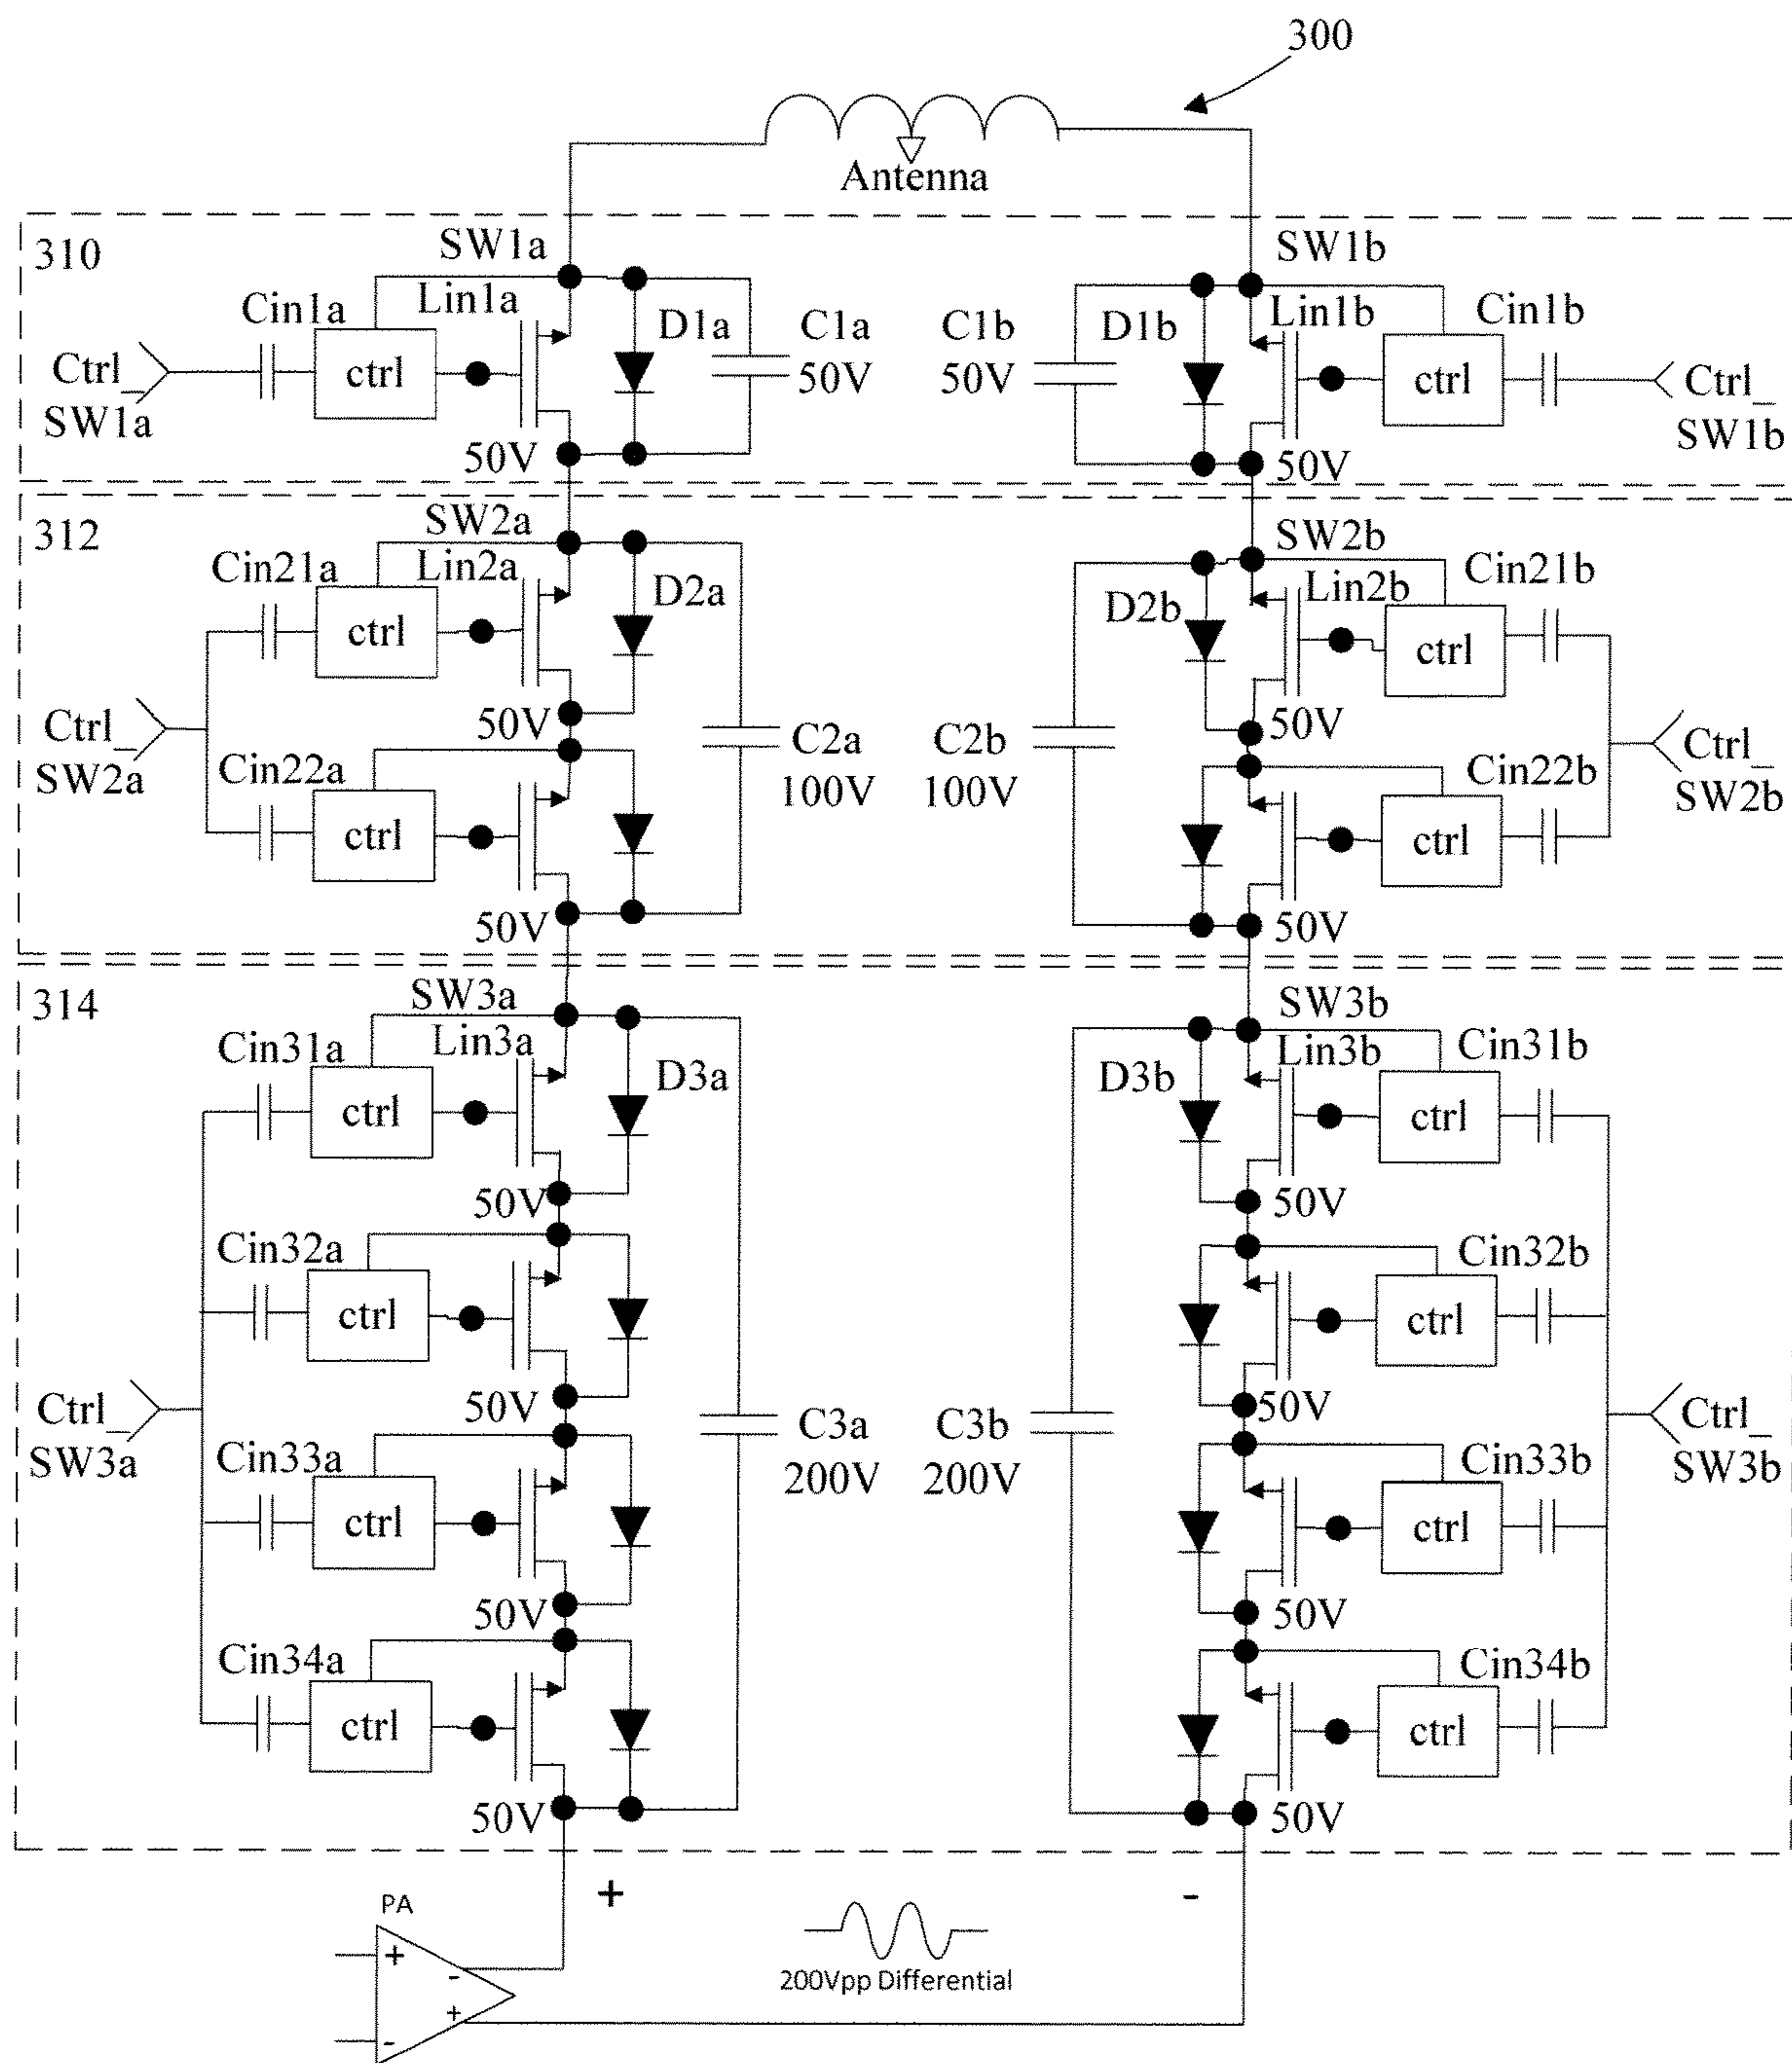 300
Antenna
310
SW1a
SW1b
Cin1a
Lin1a
D1a
C1a
50V
C1b
50V
D1b
Lin1b
Cin1b
Ctrl_
SW1a
ctrl
ctrl
Ctrl_
SW1b
50V
50V
312
SW2a
SW2b
Cin21a
Lin2a
D2a
D2b
Lin2b
Cin21b
ctrl
ctrl
Ctrl_
SW2a
50V
C2a
100V
C2b
100V
50V
Ctrl_
SW2b
Cin22a
Cin22b
ctrl
ctrl
50V
50V
314
SW3a
SW3b
Cin31a
Lin3a
D3a
D3b
Lin3b
Cin31b
ctrl
ctrl
50V
50V
Cin32a
Cin32b
ctrl
ctrl
Ctrl_
SW3a
50V
C3a
200V
C3b
200V
50V
Ctrl_
SW3b
Cin33a
Cin33b
ctrl
ctrl
50V
50V
Cin34a
Cin34b
ctrl
ctrl
50V
50V
+
-
PA
+
-
-
+
200Vpp Differential